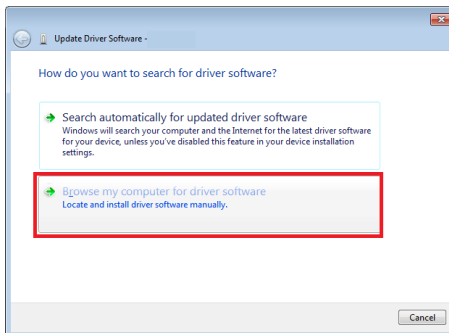 Update Driver Software -
How do you want to search for driver software?
Search automatically for updated driver software
Windows will search your computer and the Internet for the latest driver software
for your device, unless you've disabled this feature in your device installation
settings.
Browse my computer for driver software
Locate and install driver software manually.
Cancel